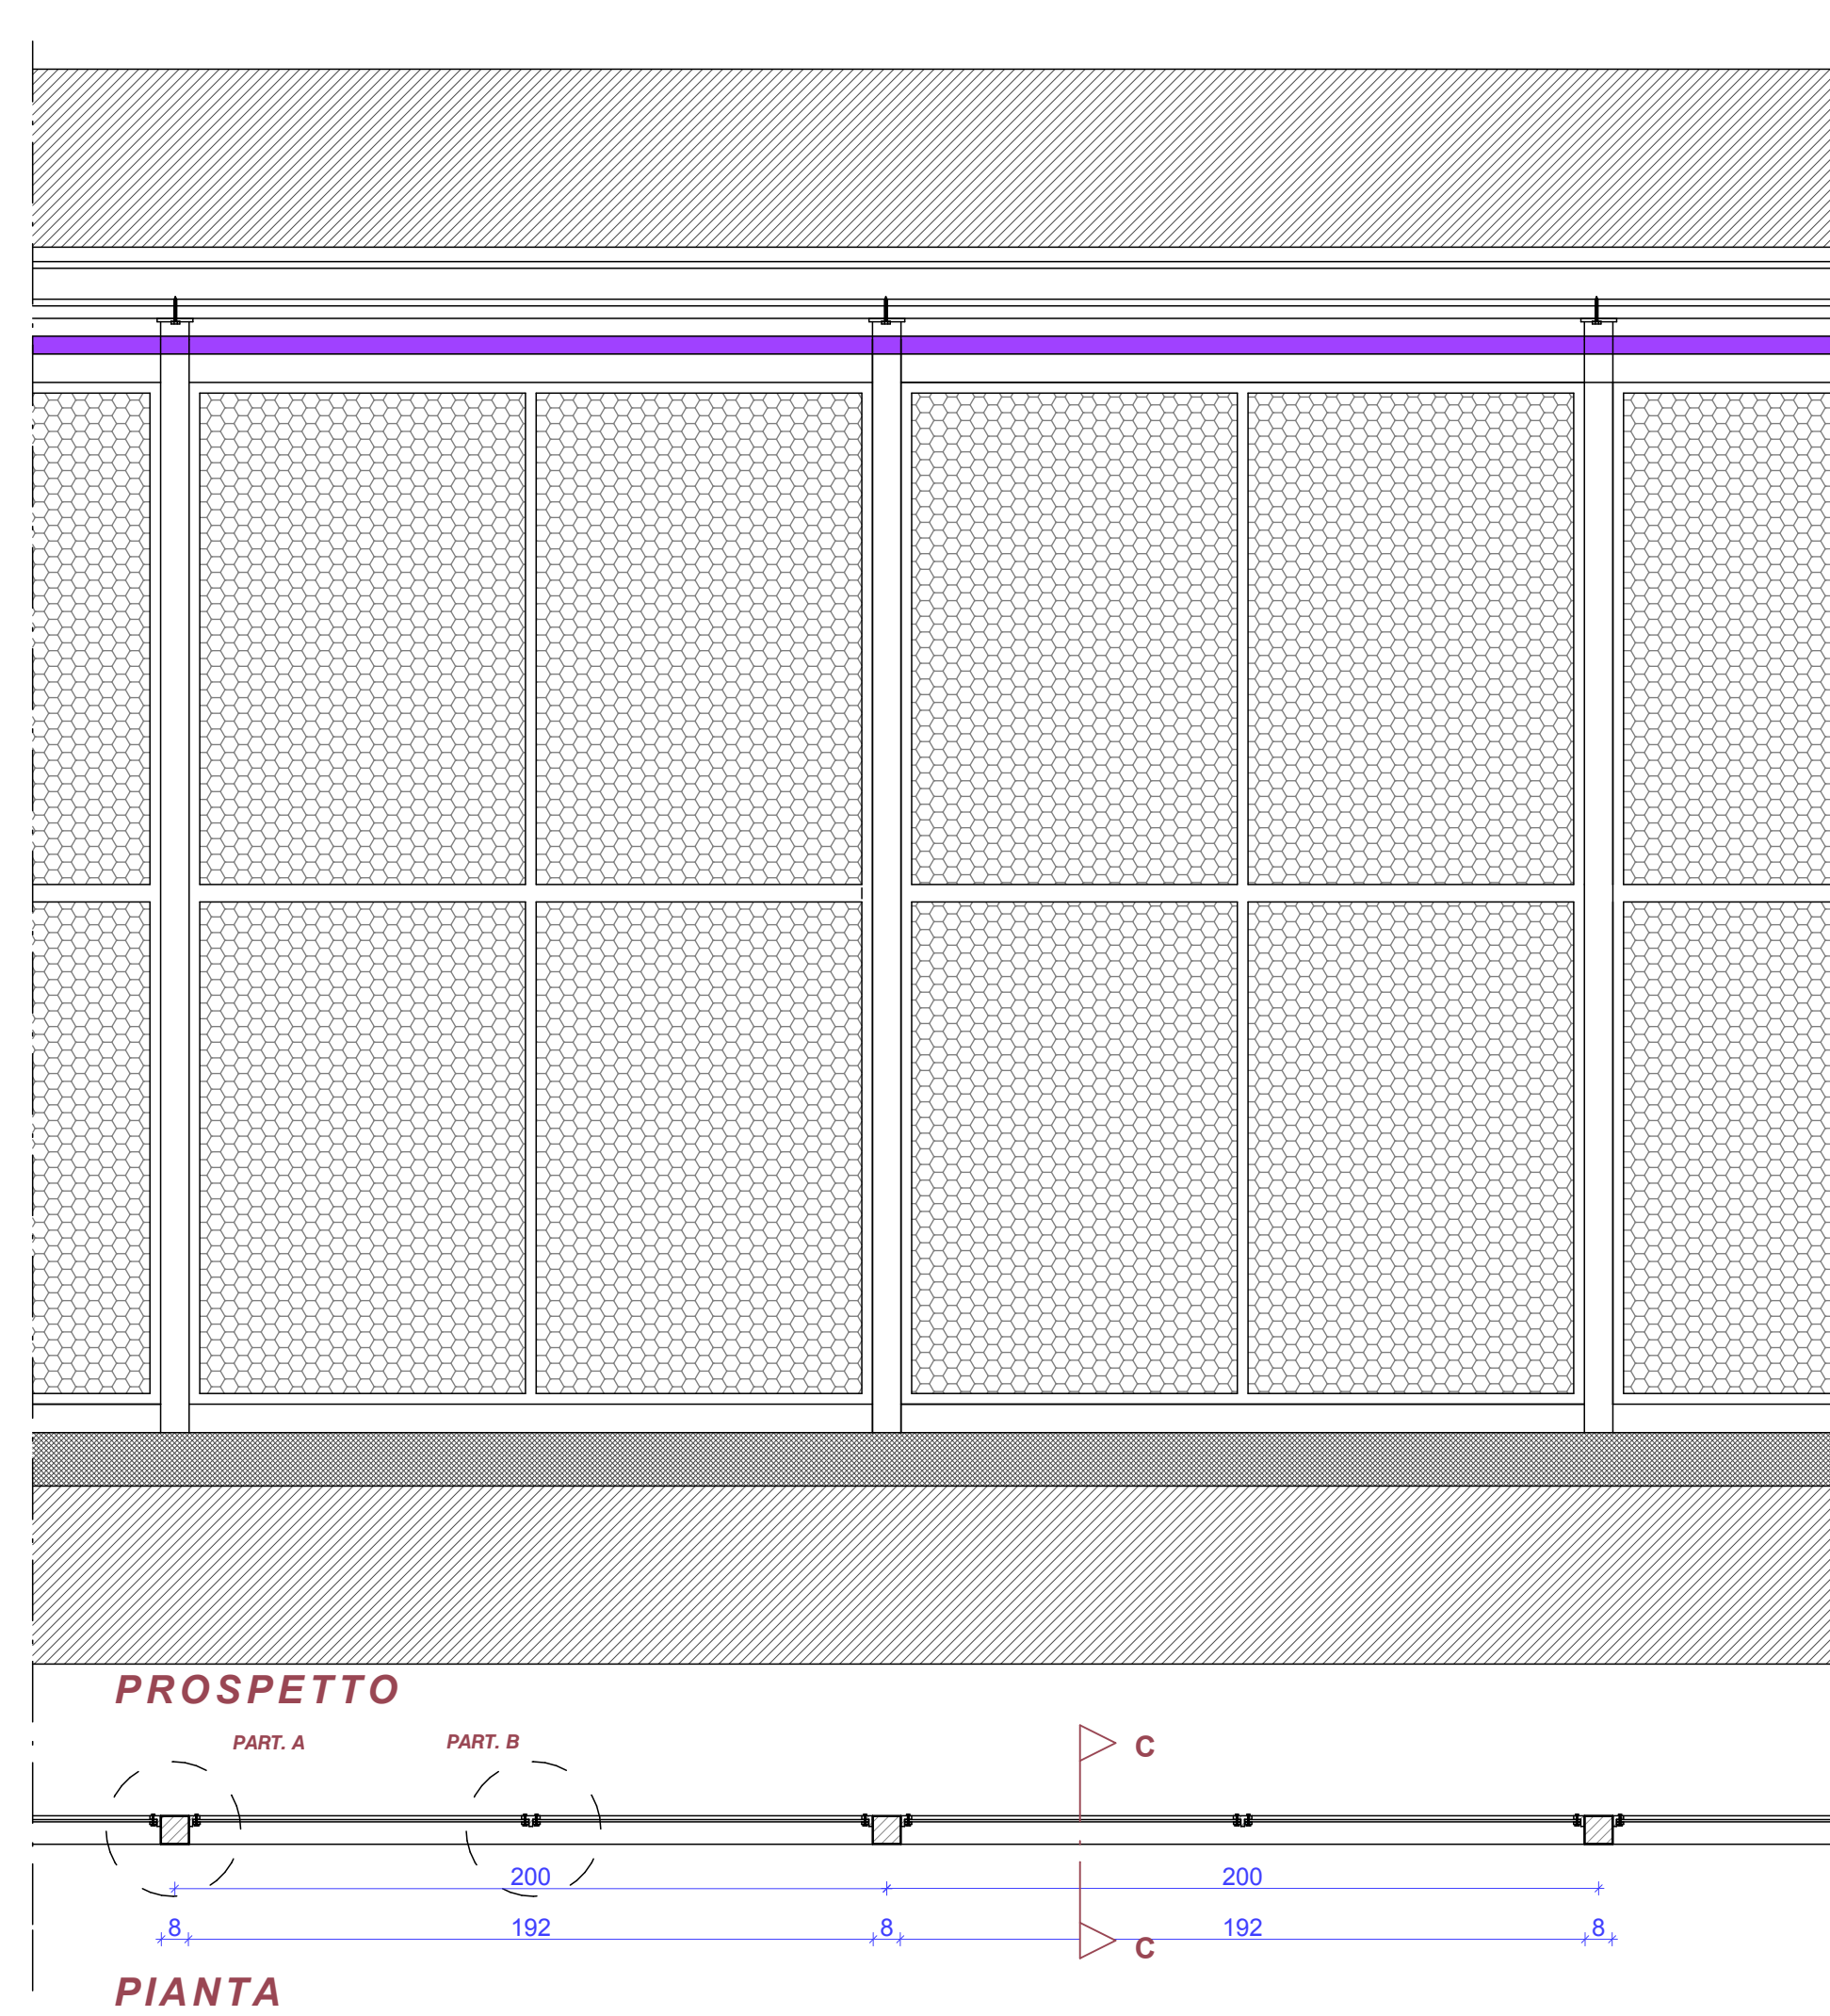 PROSPETTO
PART. A PART. B C
200 200
8 192 8 192 8
C
PIANTA